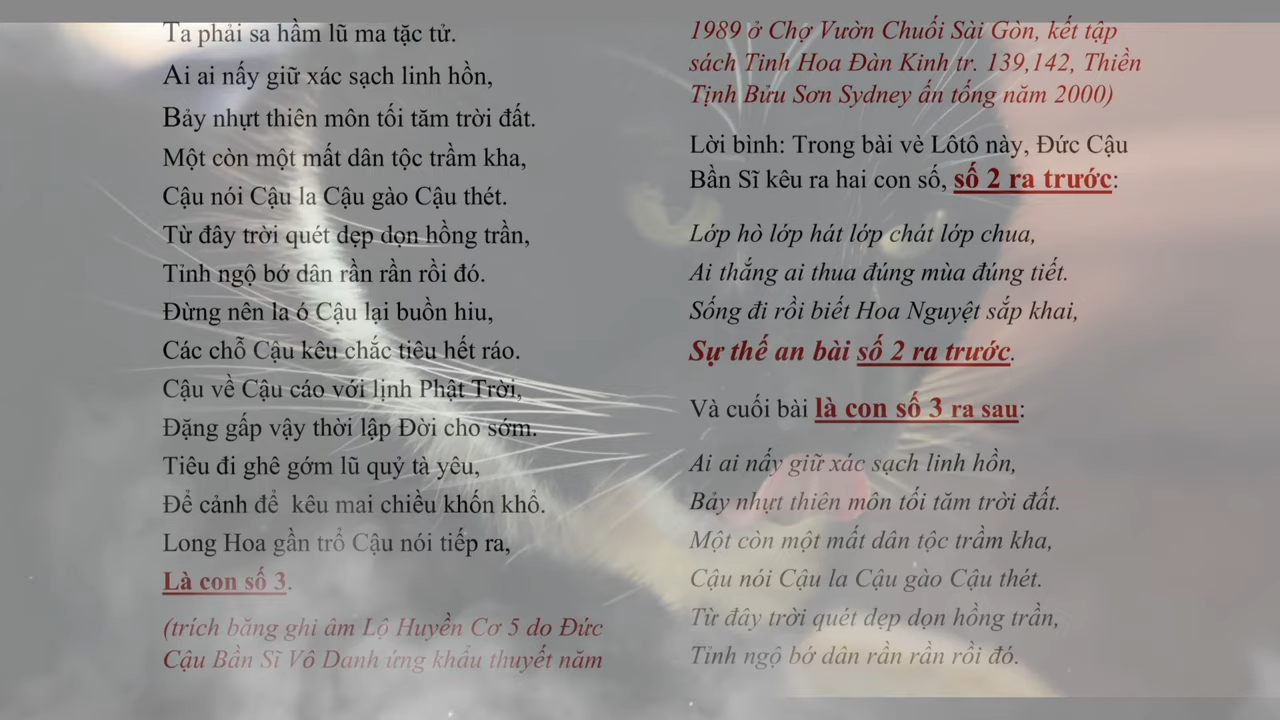 Ta phải sa hầm lũ ma tặc tử.
Ai ai nấy giữ xác sạch linh hồn,
Bảy nhựt thiên môn tối tăm trời đất.
Một còn một mất dân tộc trầm kha,
Cậu nói Cậu la Cậu gào Cậu thét.
Từ đây trời quét dẹp dọn hồng trần,
Tỉnh ngộ bớ dân rần rần rồi đó.
Đừng nên la ó Cậu lại buồn hiu,
Các chỗ Cậu kêu chắc tiêu hết ráo.
Cậu về Cậu cáo với lịnh Phật Trời,
Đặng gấp vậy thời lập Đời cho sớm.
Tiêu đi ghê gớm lũ quỷ tà yêu,
Để cảnh để kêu mai chiều khốn khổ.
Long Hoa gần trổ Cậu nói tiếp ra,
Là con số 3.
(trích băng ghi âm Lộ Huyền Cơ 5 do Đức
Cậu Bần Sĩ Vô Danh ứng khẩu thuyết năm
1989 ở Chợ Vườn Chuối Sài Gòn, kết tập
sách Tinh Hoa Đàn Kinh tr. 139,142, Thiền
Tịnh Bửu Sơn Sydney ấn tống năm 2000)
Lời bình: Trong bài vè Lôtô này, Đức Cậu
Bần Sĩ kêu ra hai con số, số 2 ra trước:
Lớp hò lớp hát lớp chát lớp chua,
Ai thắng ai thua đúng mùa đúng tiết.
Sống đi rồi biết Hoa Nguyệt sắp khai,
Sự thế an bài số 2 ra trước.
Và cuối bài là con số 3 ra sau:
Ai ai nấy giữ xác sạch linh hồn,
Bảy nhựt thiên môn tối tăm trời đất.
Một còn một mất dân tộc trầm kha,
Cậu nói Cậu la Cậu gào Cậu thét.
Từ đây trời quét dẹp dọn hồng trần,
Tỉnh ngộ bớ dân rần rần rồi đó.